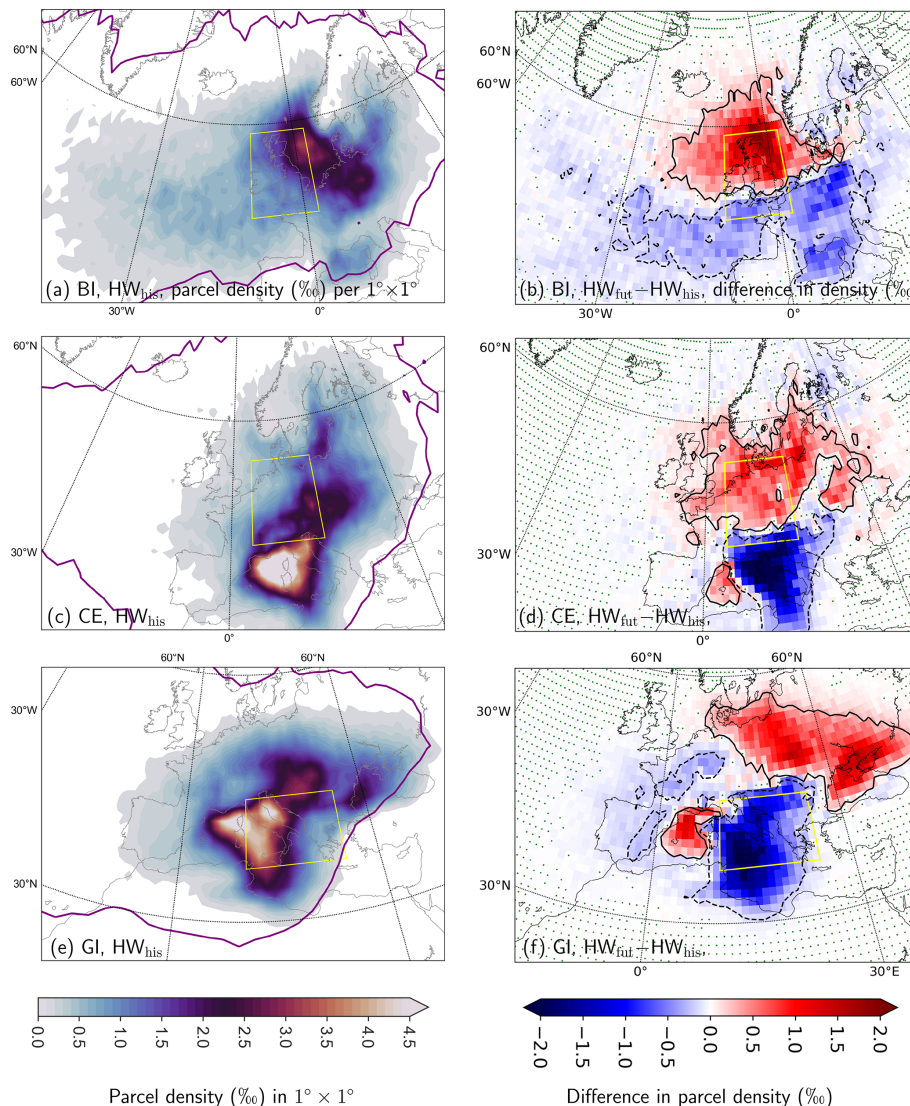 60°N
60°W
(a) BI, HW_his, parcel density (‰) per 1°×1°
30°W
0°
60°N
60°W
(b) BI, HW_fut−HW_his, difference in density (‰
30°W
0°
60°N
30°W
(c) CE, HW_his
0°
60°N
30°W
(d) CE, HW_fut−HW_his,
0°
60°N
60°N
30°W
30°N
(e) GI, HW_his
60°N
60°N
30°W
30°N
(f) GI, HW_fut−HW_his,
0°
30°E
0.0 0.5 1.0 1.5 2.0 2.5 3.0 3.5 4.0 4.5
Parcel density (‰) in 1° × 1°
−2.0 −1.5 −1.0 −0.5 0.0 0.5 1.0 1.5 2.0
Difference in parcel density (‰)